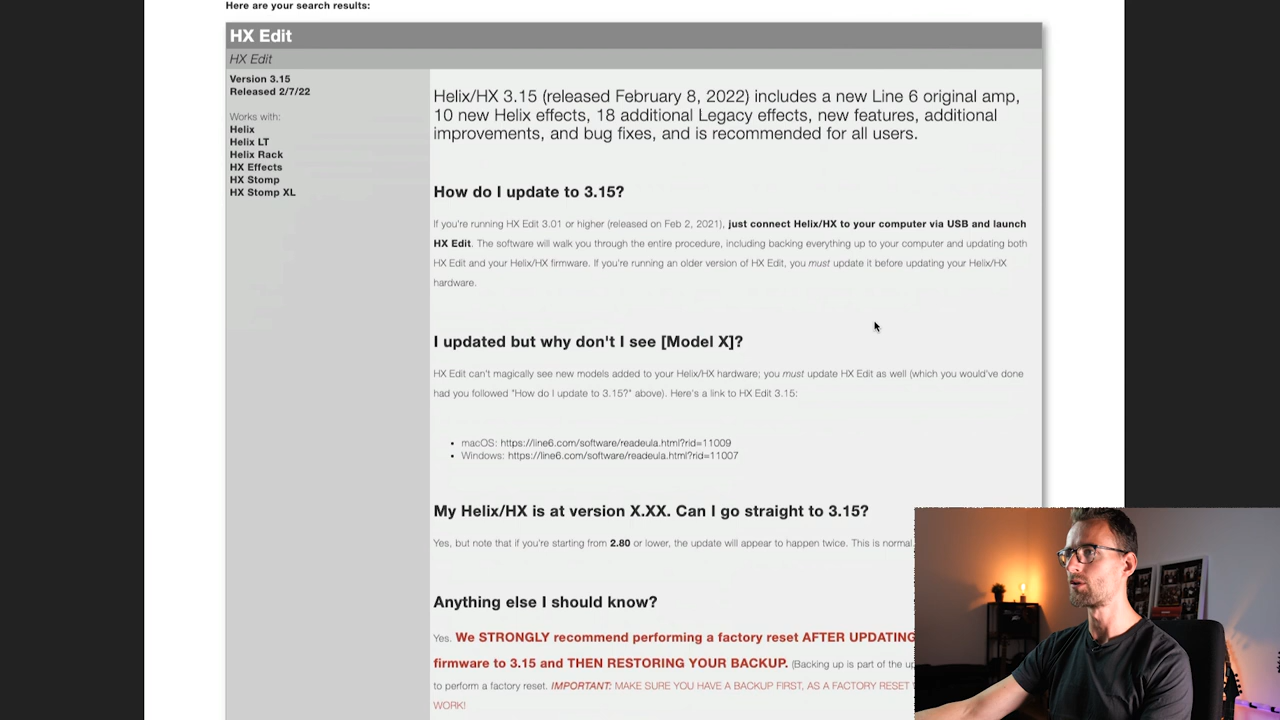 Here are your search results:
HX Edit
HX Edit
Version 3.15
Released 2/7/22
Works with:
Helix
Helix LT
Helix Rack
HX Effects
HX Stomp
HX Stomp XL
Helix/HX 3.15 (released February 8, 2022) includes a new Line 6 original amp,
10 new Helix effects, 18 additional Legacy effects, new features, additional
improvements, and bug fixes, and is recommended for all users.
How do I update to 3.15?
If you're running HX Edit 3.01 or higher (released on Feb 2, 2021), just connect Helix/HX to your computer via USB and launch
HX Edit. The software will walk you through the entire procedure, including backing everything up to your computer and updating both
HX Edit and your Helix/HX firmware. If you're running an older version of HX Edit, you must update it before updating your Helix/HX
hardware.
I updated but why don't I see [Model X]?
HX Edit can't magically see new models added to your Helix/HX hardware; you must update HX Edit as well (which you would've done
had you followed "How do I update to 3.15?" above). Here's a link to HX Edit 3.15:
• macOS: https://line6.com/software/readeula.html?rid=11009
• Windows: https://line6.com/software/readeula.html?rid=11007
My Helix/HX is at version X.XX. Can I go straight to 3.15?
Yes, but note that if you're starting from 2.80 or lower, the update will appear to happen twice. This is normal.
Anything else I should know?
Yes. We STRONGLY recommend performing a factory reset AFTER UPDATING
firmware to 3.15 and THEN RESTORING YOUR BACKUP. (Backing up is part of the
to perform a factory reset. IMPORTANT: MAKE SURE YOU HAVE A BACKUP FIRST, AS A FACTORY RESET
WORK!